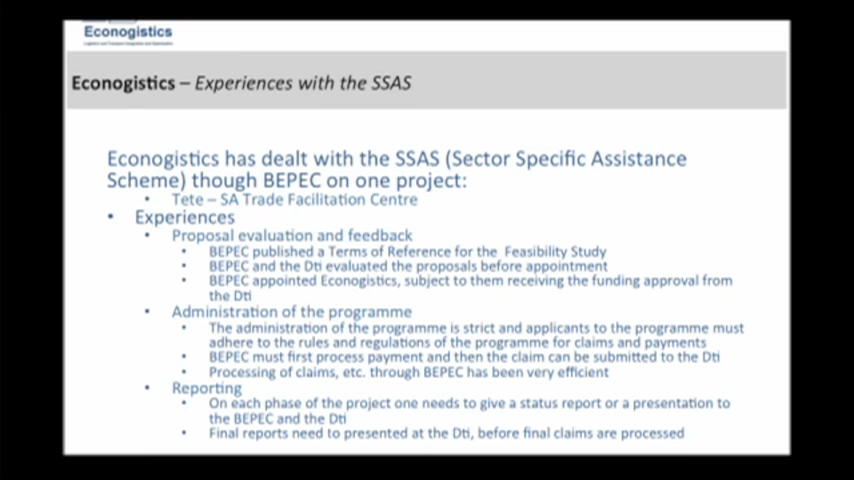 Econogistics
Econogistics – Experiences with the SSAS
Econogistics has dealt with the SSAS (Sector Specific Assistance
Scheme) though BEPEC on one project:
• Tete – SA Trade Facilitation Centre
• Experiences
• Proposal evaluation and feedback
• BEPEC published a Terms of Reference for the Feasibility Study
• BEPEC and the Dti evaluated the proposals before appointment
• BEPEC appointed Econogistics, subject to them receiving the funding approval from
the Dti
• Administration of the programme
• The administration of the programme is strict and applicants to the programme must
adhere to the rules and regulations of the programme for claims and payments
• BEPEC must first process payment and then the claim can be submitted to the Dti
• Processing of claims, etc. through BEPEC has been very efficient
• Reporting
• On each phase of the project one needs to give a status report or a presentation to
the BEPEC and the Dti
• Final reports need to presented at the Dti, before final claims are processed